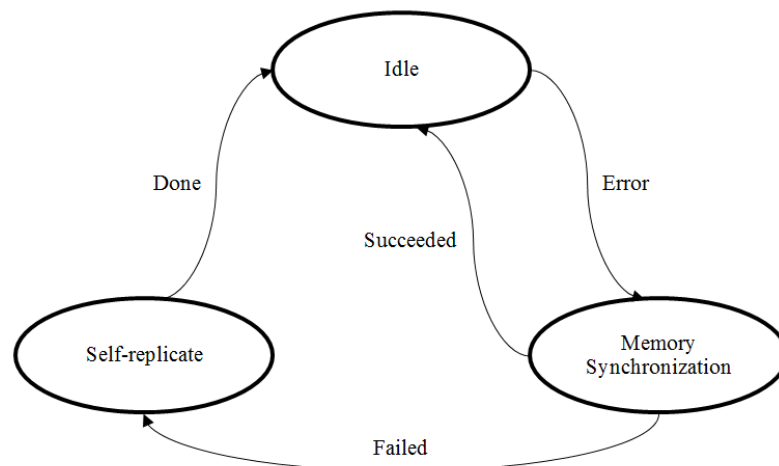 Idle
Done
Error
Succeeded
Self-replicate
Memory
Synchronization
Failed